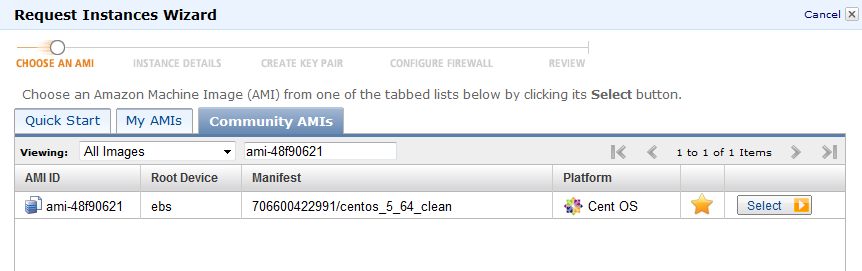 Request Instances Wizard Cancel
CHOOSE AN AMI INSTANCE DETAILS CREATE KEY PAIR CONFIGURE FIREWALL REVIEW
Choose an Amazon Machine Image (AMI) from one of the tabbed lists below by clicking its Select button.
Quick Start My AMIs Community AMIs
Viewing: All Images ami-48f90621 1 to 1 of 1 Items
AMI ID Root Device Manifest Platform
ami-48f90621 ebs 706600422991/centos_5_64_clean Cent OS Select